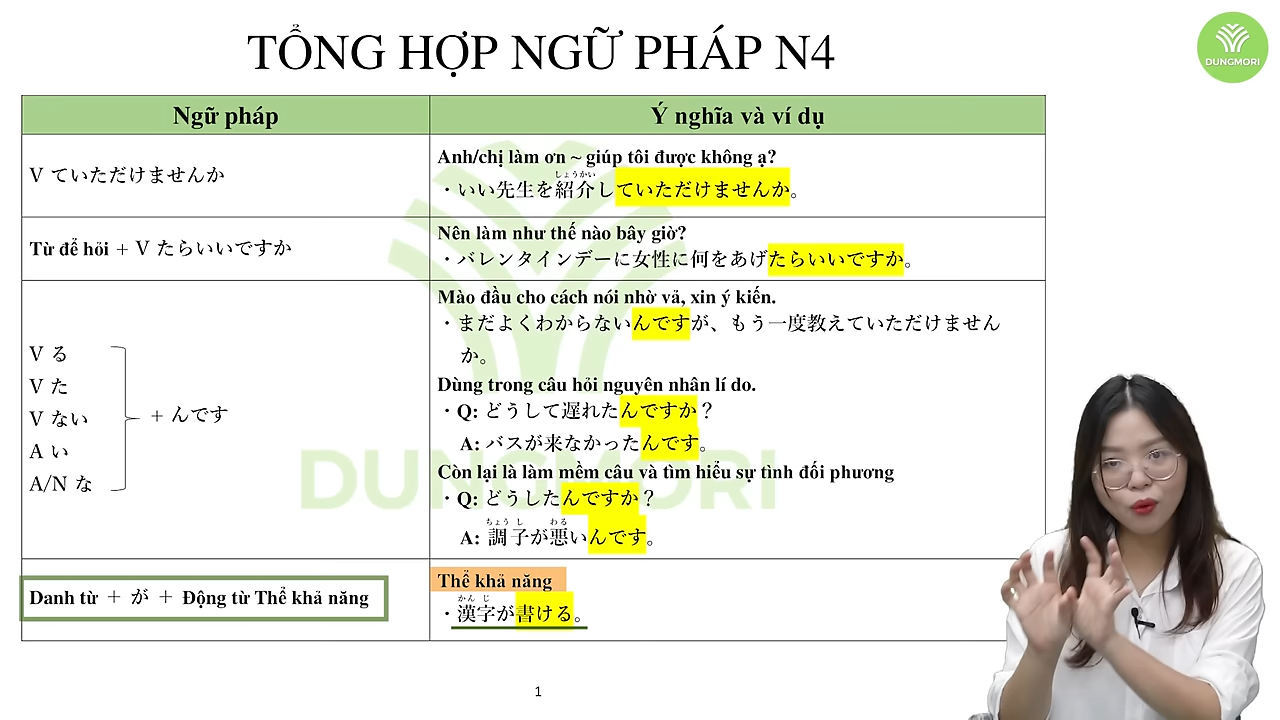 TỔNG HỢP NGỮ PHÁP N4
DUNGMORI
Ngữ pháp
Ý nghĩa và ví dụ
V ていただけませんか
Anh/chị làm ơn ~ giúp tôi được không ạ?
しょうかい
・いい先生を紹介していただけませんか。
Từ để hỏi + V たらいいですか
Nên làm như thế nào bây giờ?
・バレンタインデーに女性に何をあげたらいいですか。
V る
V た
V ない
A い
A/N な
+ んです
Mào đầu cho cách nói nhờ vả, xin ý kiến.
・まだよくわからないんですが、もう一度教えていただけません
か。
Dùng trong câu hỏi nguyên nhân lí do.
・Q: どうして遅れたんですか？
A: バスが来なかったんです。
Còn lại là làm mềm câu và tìm hiểu sự tình đối phương
・Q: どうしたんですか？
ちょう し わる
A: 調子が悪いんです。
DUNGMORI
Danh từ + が + Động từ Thể khả năng
Thể khả năng
かん じ
・漢字が書ける。
1